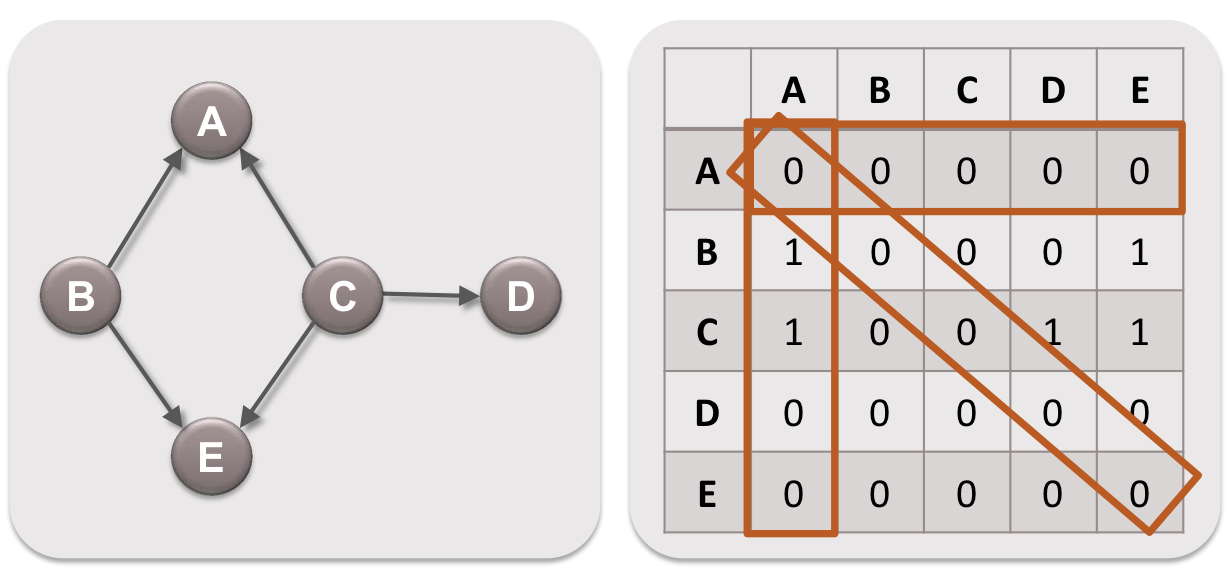 A
B C D
E
A B C D E
A 0 0 0 0 0
B 1 0 0 0 1
C 1 0 0 1 1
D 0 0 0 0 0
E 0 0 0 0 0